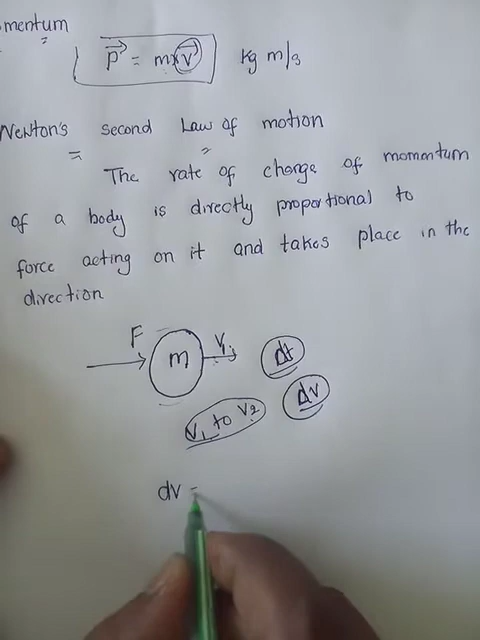 mentum
P = m×V kg m/s
Newton's second Law of motion
The rate of change of momentum
of a body is directly proportional to
force acting on it and takes place in the
direction
F m V1 dt
V1 to V2 dv
dv =